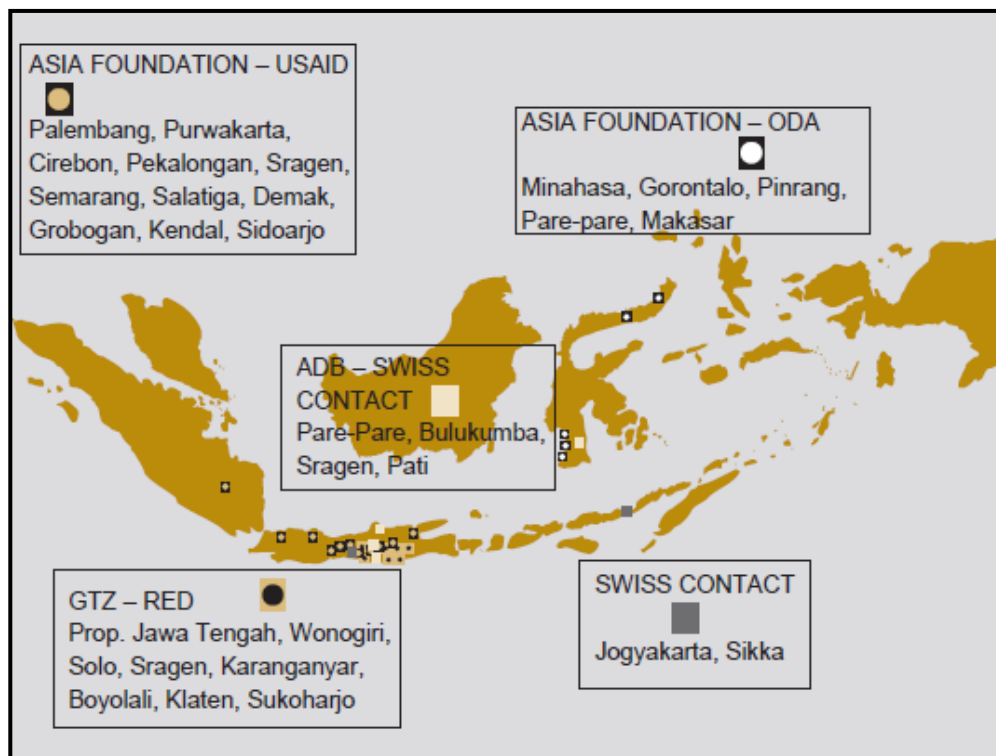 ASIA FOUNDATION – USAID
Palembang, Purwakarta,
Cirebon, Pekalongan, Sragen,
Semarang, Salatiga, Demak,
Grobogan, Kendal, Sidoarjo
ASIA FOUNDATION – ODA
Minahasa, Gorontalo, Pinrang,
Pare-pare, Makasar
ADB – SWISS
CONTACT
Pare-Pare, Bulukumba,
Sragen, Pati
GTZ – RED
Prop. Jawa Tengah, Wonogiri,
Solo, Sragen, Karanganyar,
Boyolali, Klaten, Sukoharjo
SWISS CONTACT
Jogyakarta, Sikka